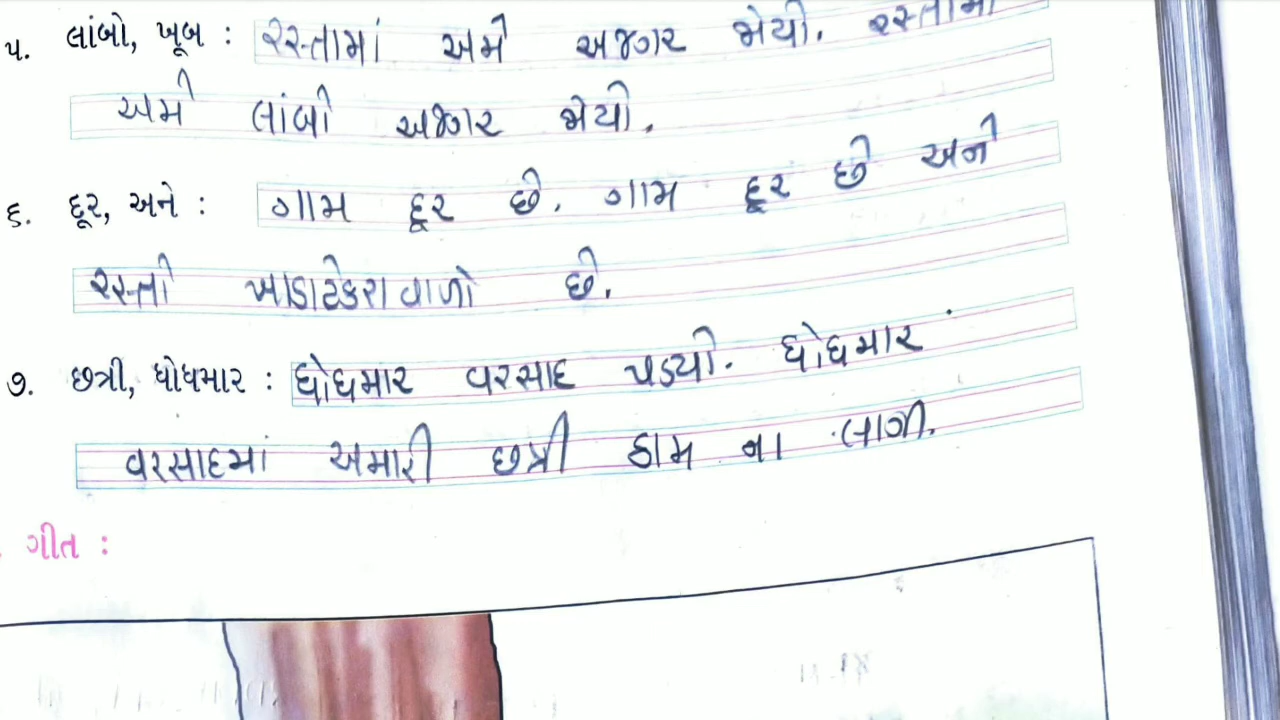 ૫. લાંબો, ખૂબ : રસ્તામાં અમે અજગર જોયો. રસ્તામાં
અમે લાંબો અજગર જોયો.
૬. દૂર, અને : ગામ દૂર છે. ગામ દૂર છે અને
રસ્તો ખાડાટેકરાવાળો છે.
૭. છત્રી, ધોધમાર : ધોધમાર વરસાદ પડ્યો. ધોધમાર
વરસાદમાં અમારી છત્રી કામ ના લાગી.
ગીત :